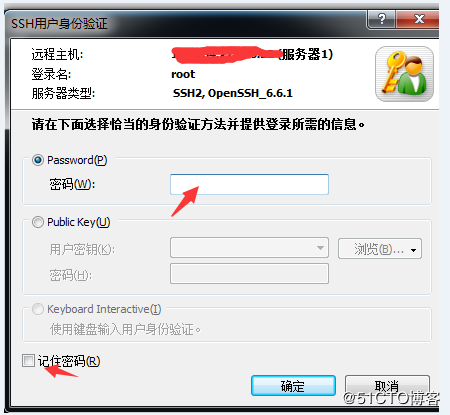 SSH用户身份验证
远程主机: (服务器1)
登录名: root
服务器类型: SSH2, OpenSSH_6.6.1
请在下面选择恰当的身份验证方法并提供登录所需的信息。
Password(P)
密码(W):
Public Key(U)
用户密钥(K): 浏览(B)...
密码(H):
Keyboard Interactive(I)
使用键盘输入用户身份验证。
记住密码(R)
确定 取消
@51CTO博客